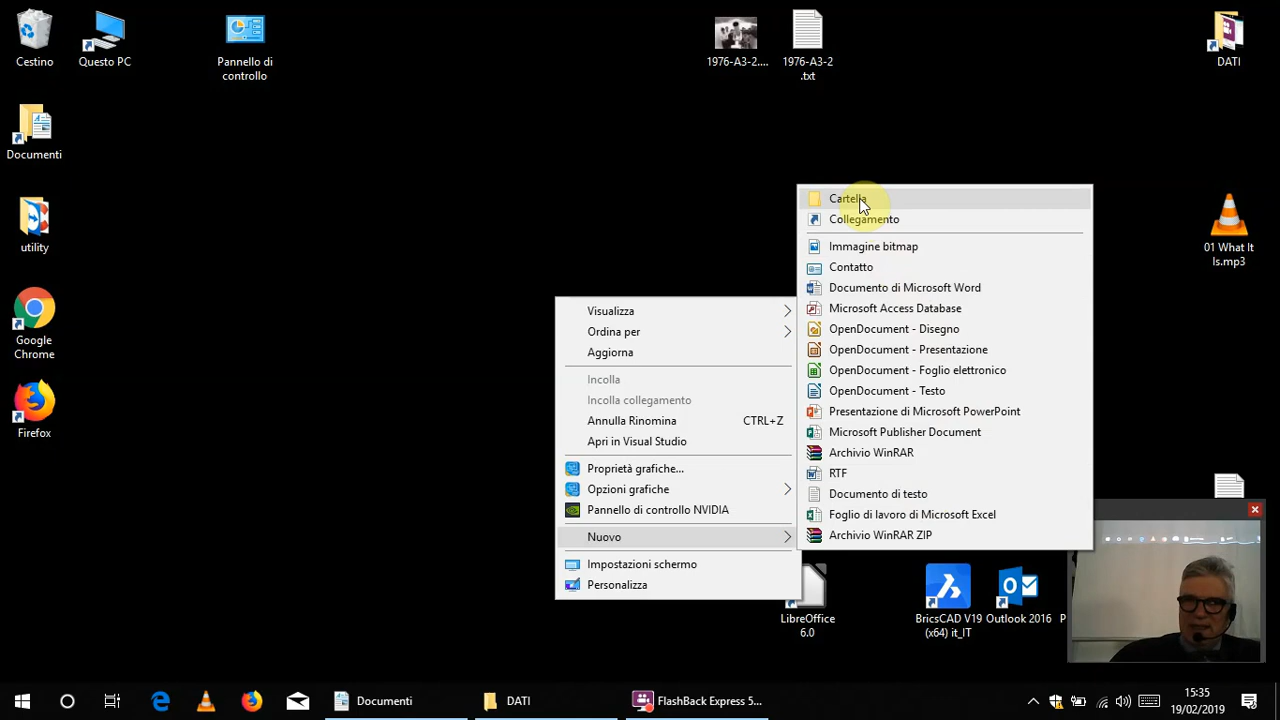 Cestino
Questo PC
Pannello di
controllo
1976-A3-2....
1976-A3-2
.txt
DATI
Documenti
utility
Google
Chrome
Firefox
01 What It
Is.mp3
Cartella
Collegamento
Immagine bitmap
Contatto
Documento di Microsoft Word
Microsoft Access Database
OpenDocument - Disegno
OpenDocument - Presentazione
OpenDocument - Foglio elettronico
OpenDocument - Testo
Presentazione di Microsoft PowerPoint
Microsoft Publisher Document
Archivio WinRAR
RTF
Documento di testo
Foglio di lavoro di Microsoft Excel
Archivio WinRAR ZIP
Visualizza
Ordina per
Aggiorna
Incolla
Incolla collegamento
Annulla Rinomina CTRL+Z
Apri in Visual Studio
Proprietà grafiche...
Opzioni grafiche
Pannello di controllo NVIDIA
Nuovo
Impostazioni schermo
Personalizza
LibreOffice
6.0
BricsCAD V19
(x64) it_IT
Outlook 2016
P
Documenti
DATI
FlashBack Express 5...
15:35
19/02/2019